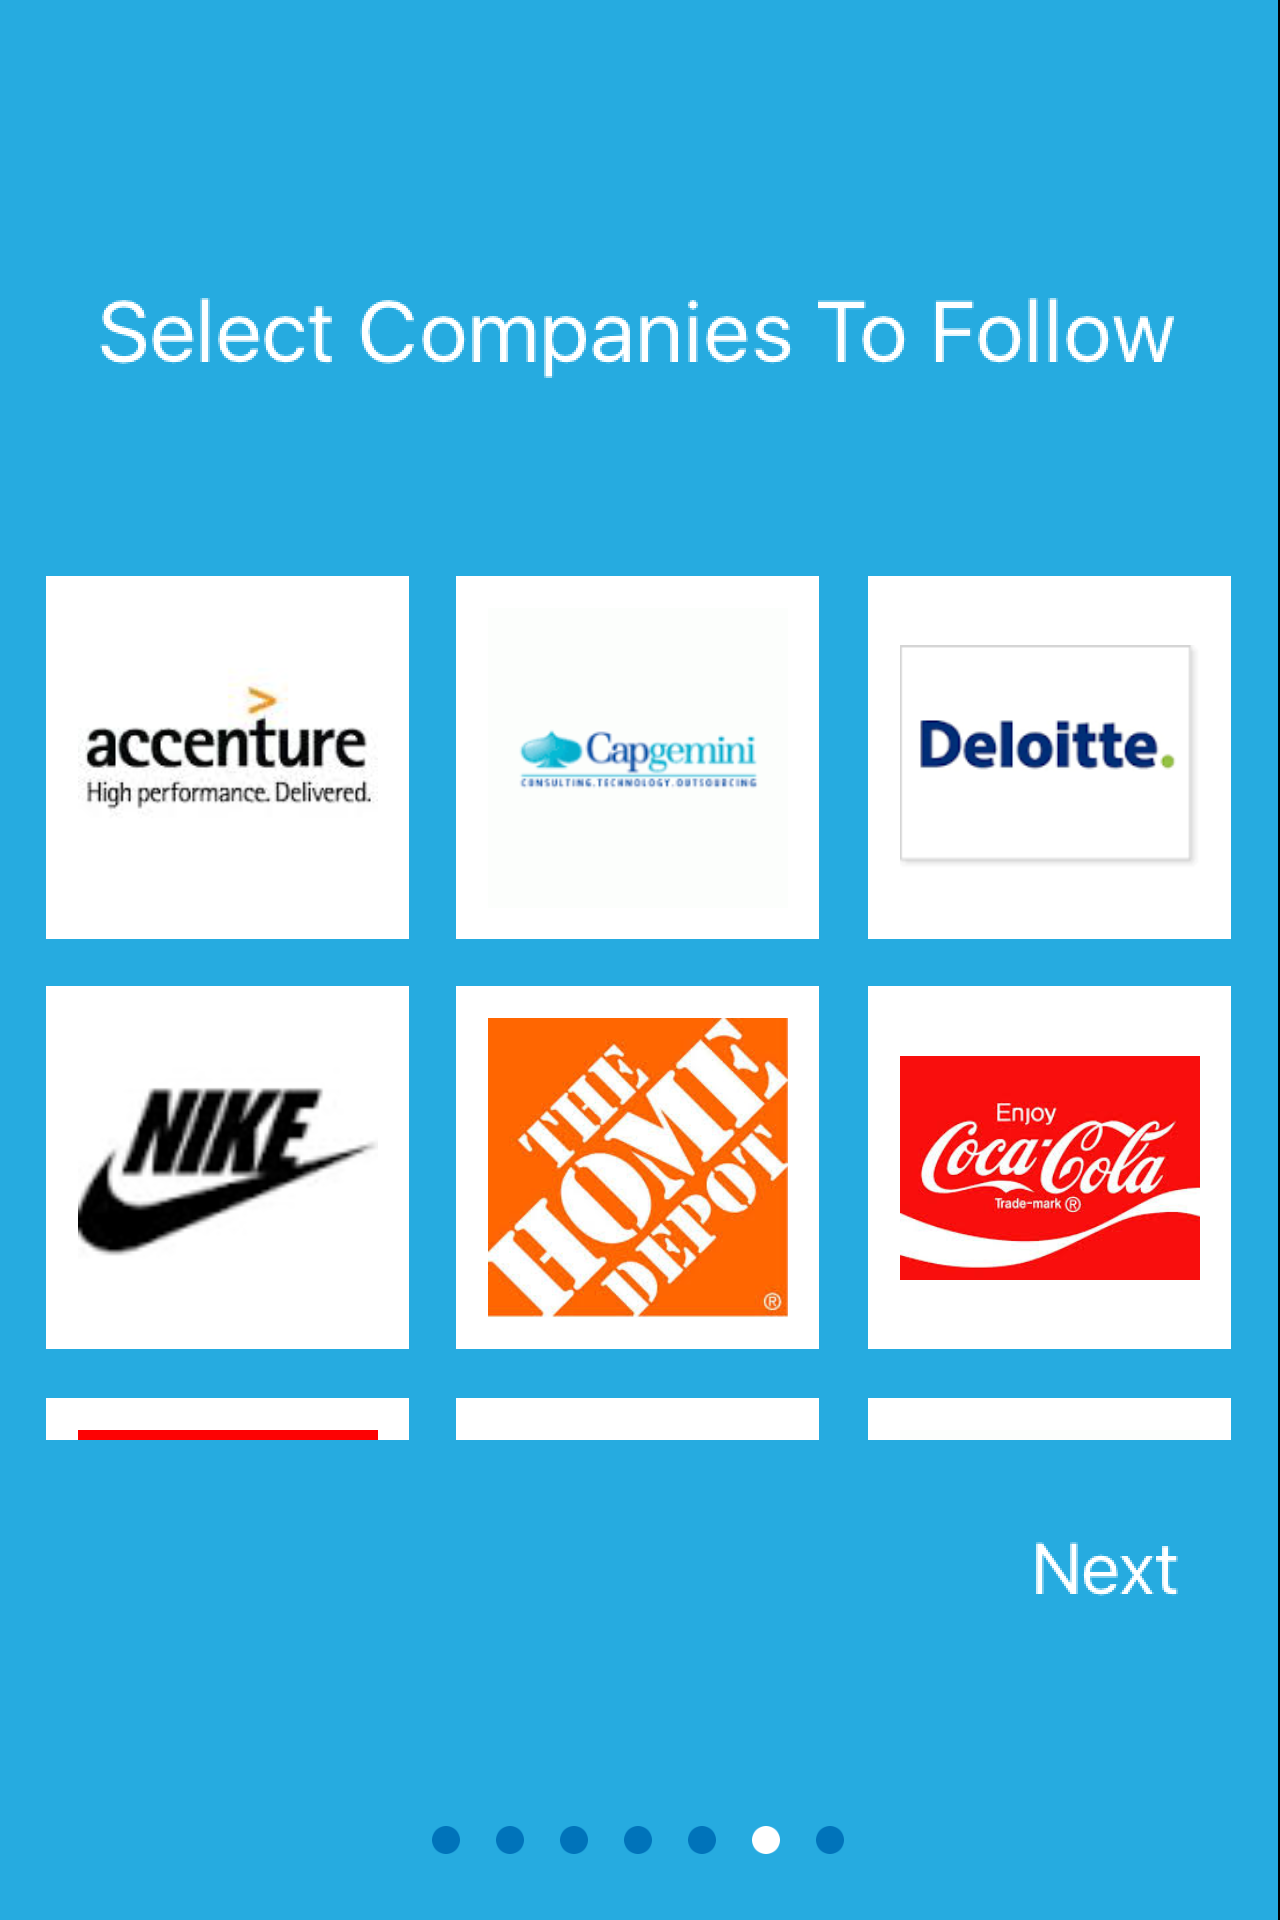 Select Companies To Follow
accenture
High performance. Delivered.
Capgemini
CONSULTING.TECHNOLOGY.OUTSOURCING
Deloitte.
NIKE
THE
HOME
DEPOT
®
Enjoy
Coca-Cola
Trade-mark ®
Next